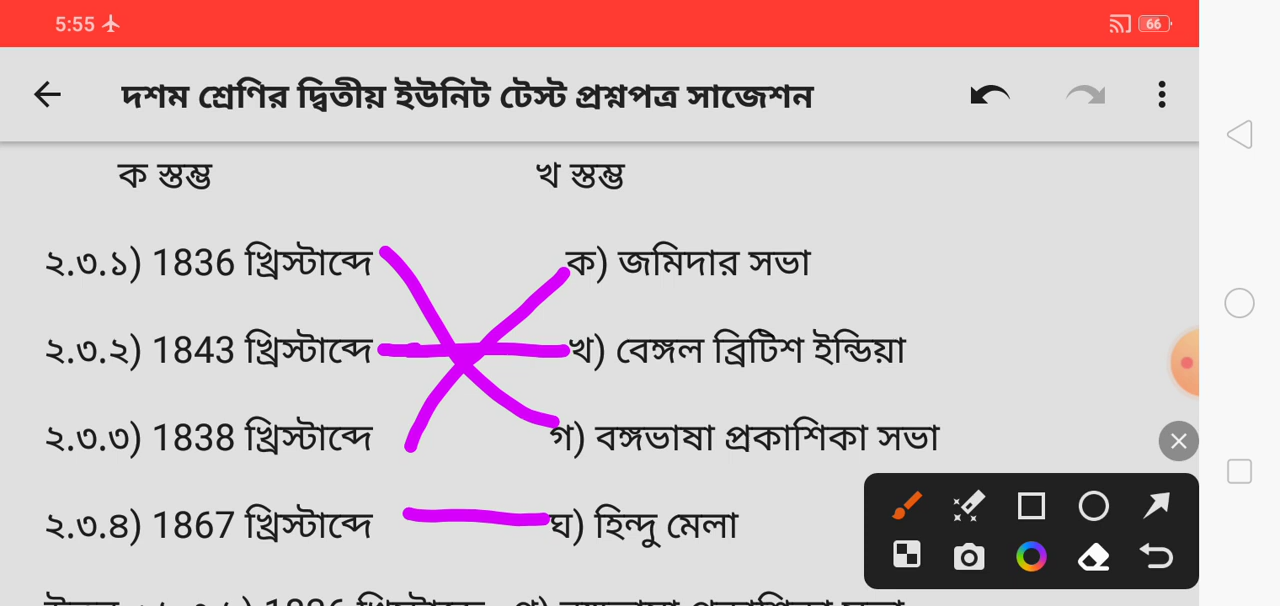 5:55
66
দশম শ্রেণির দ্বিতীয় ইউনিট টেস্ট প্রশ্নপত্র সাজেশন
ক স্তম্ভ খ স্তম্ভ
২.৩.১) 1836 খ্রিস্টাব্দে ক) জমিদার সভা
২.৩.২) 1843 খ্রিস্টাব্দে খ) বেঙ্গল ব্রিটিশ ইন্ডিয়া
২.৩.৩) 1838 খ্রিস্টাব্দে গ) বঙ্গভাষা প্রকাশিকা সভা
২.৩.৪) 1867 খ্রিস্টাব্দে ঘ) হিন্দু মেলা